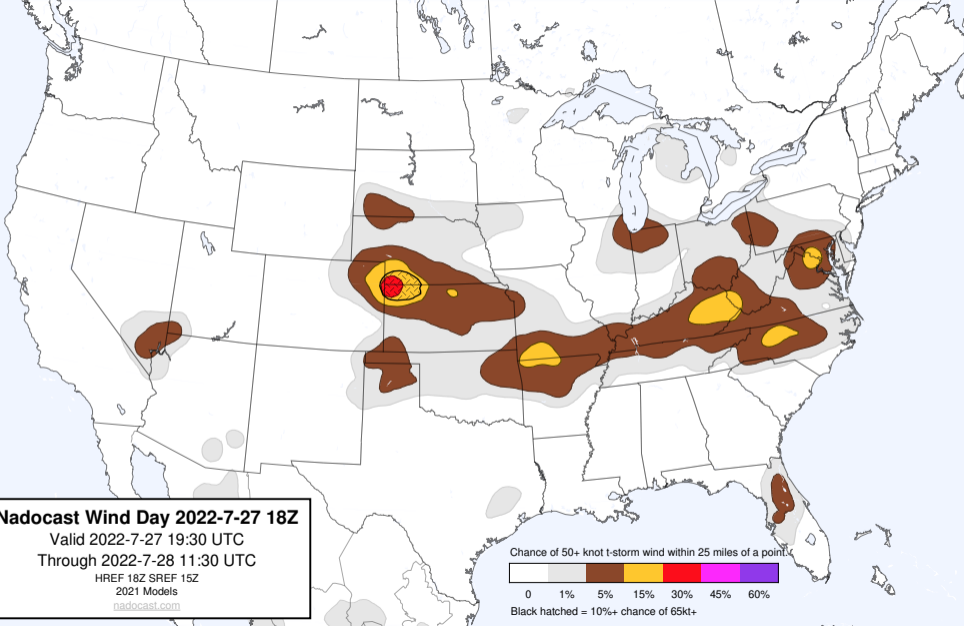 Nadocast Wind Day 2022-7-27 18Z
Valid 2022-7-27 19:30 UTC
Through 2022-7-28 11:30 UTC
HREF 18Z SREF 15Z
2021 Models
nadocast.com
Chance of 50+ knot t-storm wind within 25 miles of a point.
0 1% 5% 15% 30% 45% 60%
Black hatched = 10%+ chance of 65kt+